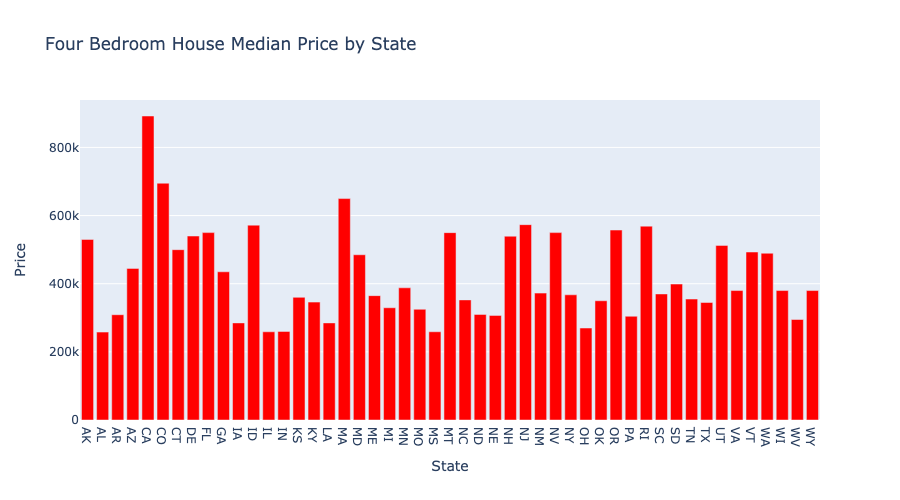 Four Bedroom House Median Price by State
Price
800k
600k
400k
200k
0
AK AL AR AZ CA CO CT DE FL GA IA ID IL IN KS KY LA MA MD ME MI MN MO MS MT NC ND NE NH NJ NM NV NY OH OK OR PA RI SC SD TN TX UT VA VT WA WI WV WY
State